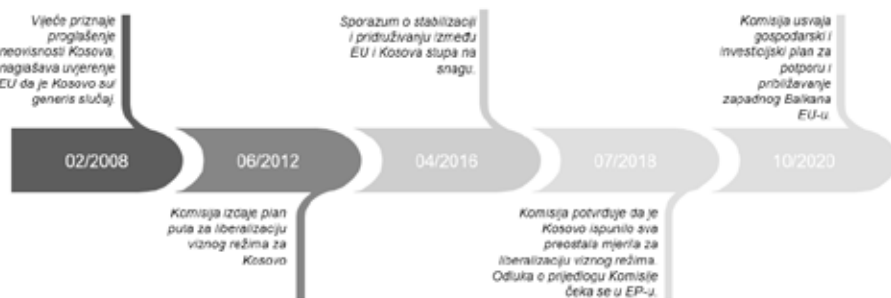 Vijeće priznaje
proglašenje
neovisnosti Kosova,
naglašava uvjerenje
EU da je Kosovo sui
generis slučaj.
Sporazum o stabilizaciji
i pridruživanju između
EU i Kosova stupa na
snagu.
Komisija usvaja
gospodarski i
investicijski plan za
potporu i
približavanje
zapadnog Balkana
EU-u.
02/2008
06/2012
04/2016
07/2018
10/2020
Komisija izdaje plan
puta za liberalizaciju
viznog režima za
Kosovo
Komisija potvrđuje da je
Kosovo ispunilo sva
preostala mjerila za
liberalizaciju viznog režima.
Odluka o prijedlogu Komisije
čeka se u EP-u.